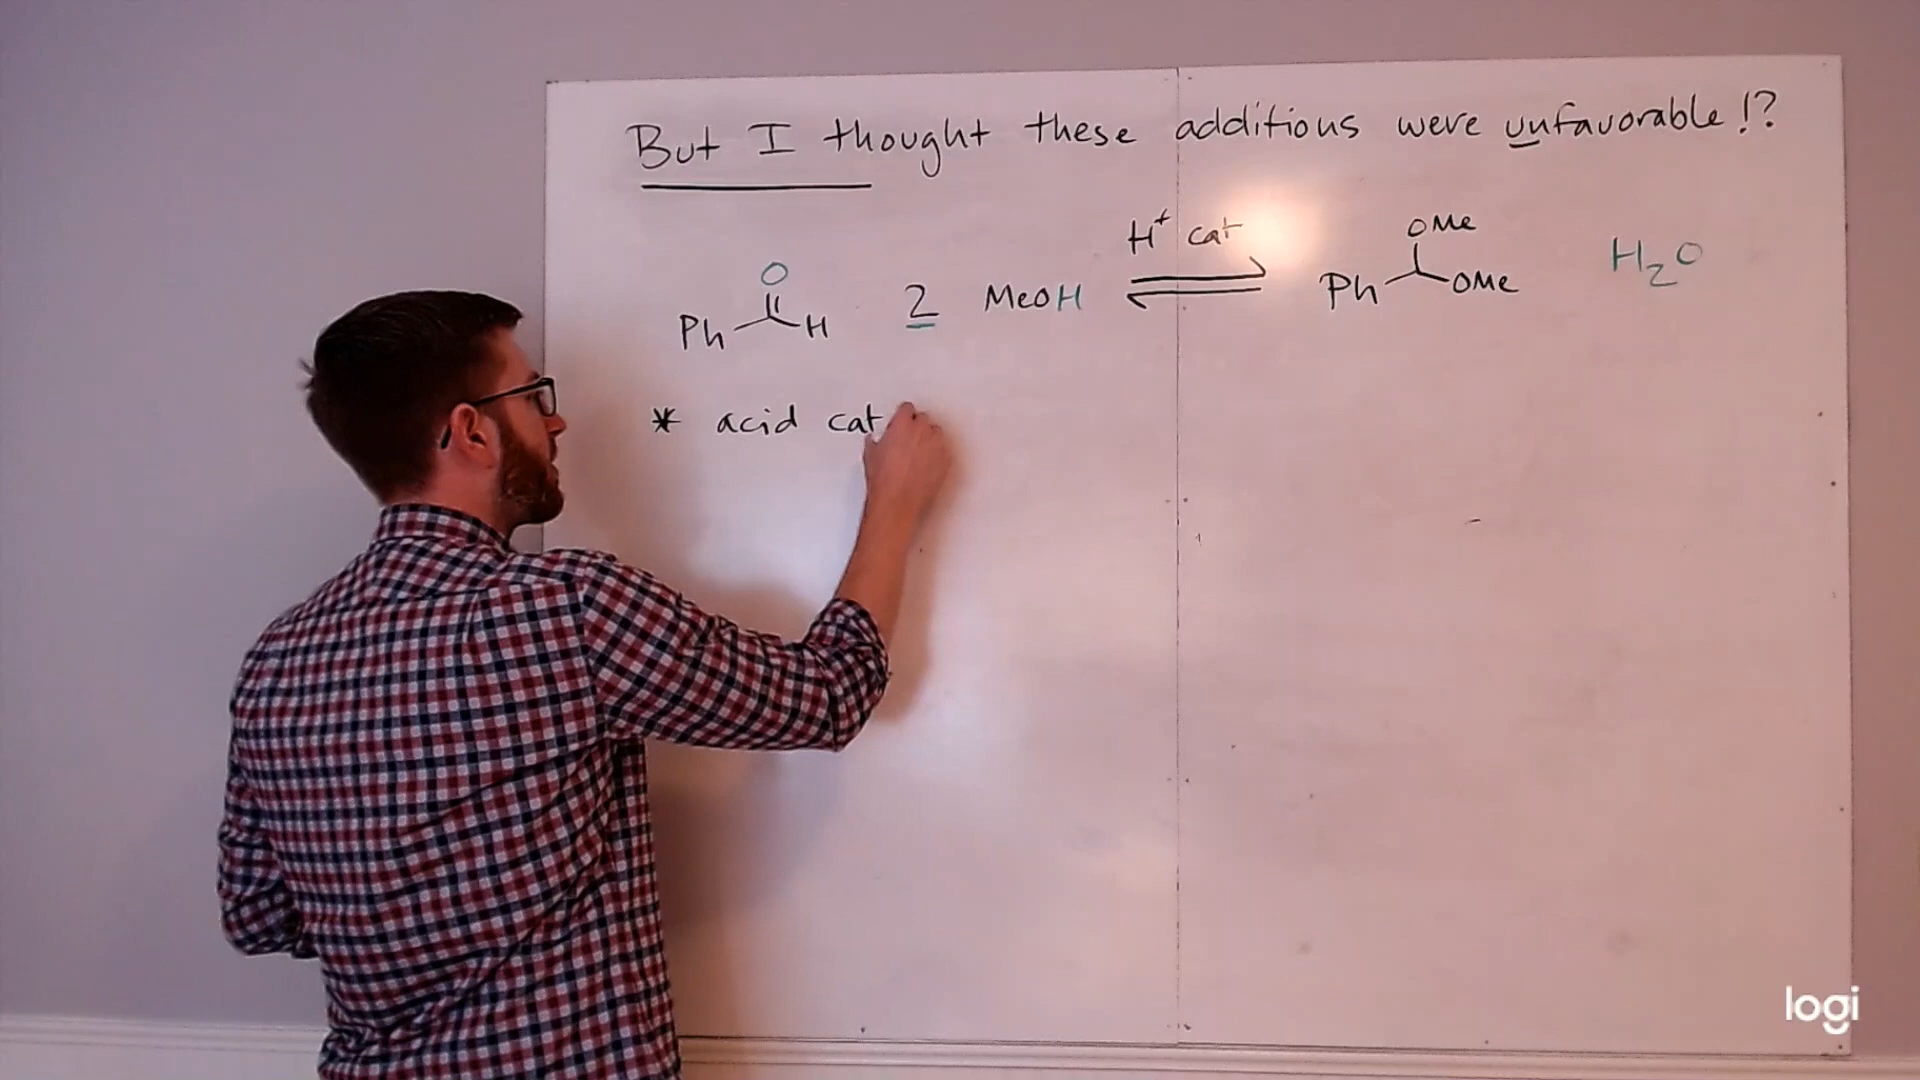 But I thought these additions were unfavorable!?
H⁺ cat
OMe
O
Ph H 2 MeOH ⇌ Ph OMe H₂O
* acid cat
logi